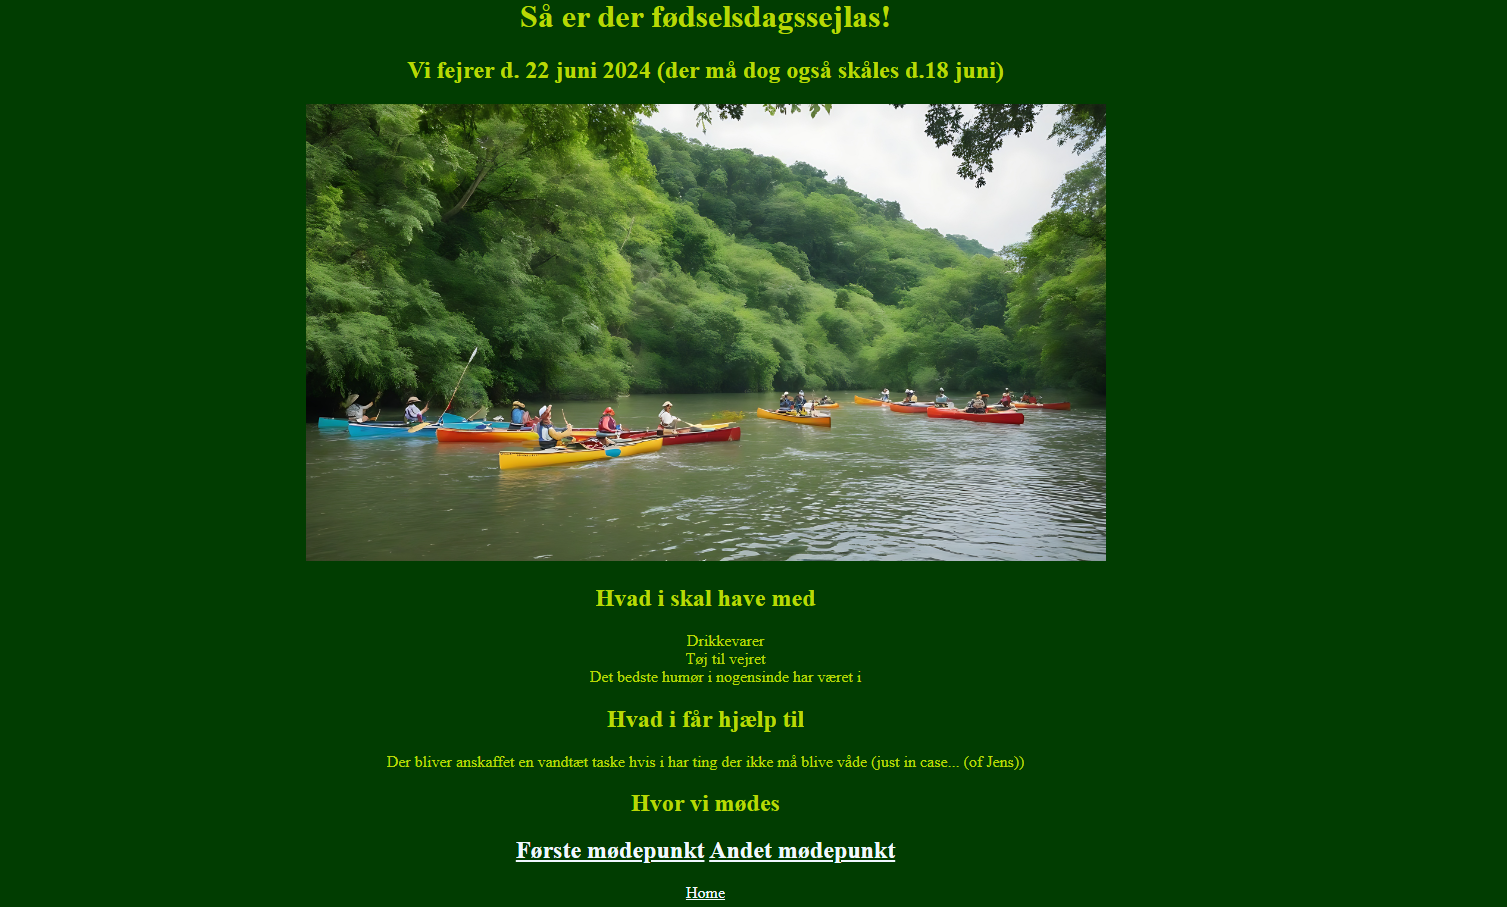 Så er der fødselsdagssejlas!
Vi fejrer d. 22 juni 2024 (der må dog også skåles d.18 juni)
Hvad i skal have med
Drikkevarer
Tøj til vejret
Det bedste humør i nogensinde har været i
Hvad i får hjælp til
Der bliver anskaffet en vandtæt taske hvis i har ting der ikke må blive våde (just in case... (of Jens))
Hvor vi mødes
Første mødepunkt Andet mødepunkt
Home